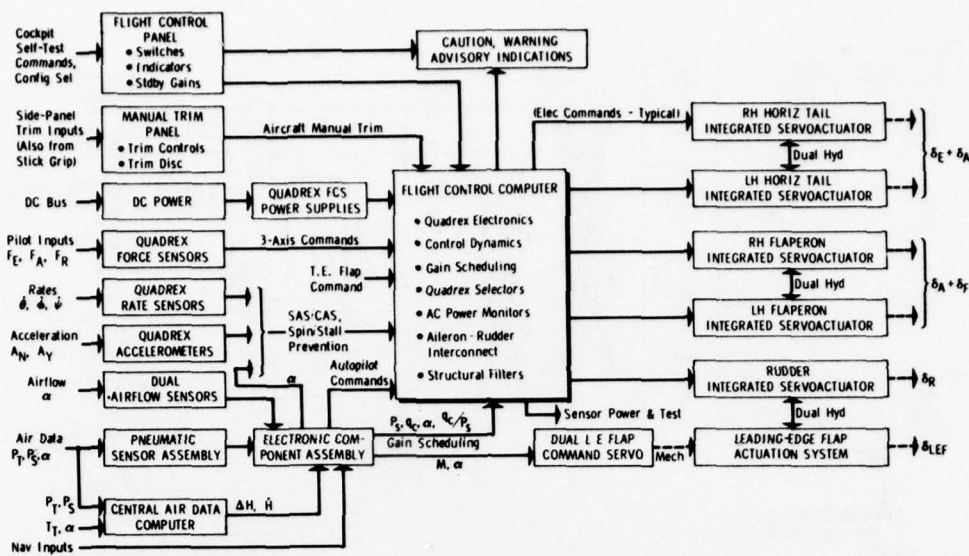 Cockpit
Self-Test
Commands,
Config Sel
FLIGHT CONTROL
PANEL
• Switches
• Indicators
• Stdby Gains
CAUTION, WARNING
ADVISORY INDICATIONS
Side-Panel
Trim Inputs
(Also from
Stick Grip)
MANUAL TRIM
PANEL
• Trim Controls
• Trim Disc
Aircraft Manual Trim
(Elec Commands - Typical)
RH HORIZ TAIL
INTEGRATED SERVOACTUATOR
Dual Hyd
LH HORIZ TAIL
INTEGRATED SERVOACTUATOR
δE + δA
DC Bus
DC POWER
QUADREX FCS
POWER SUPPLIES
FLIGHT CONTROL COMPUTER
• Quadrex Electronics
• Control Dynamics
• Gain Scheduling
• Quadrex Selectors
• AC Power Monitors
• Aileron-Rudder
Interconnect
• Structural Filters
Pilot Inputs
FE, FA, FR
QUADREX
FORCE SENSORS
3-Axis Commands
T.E. Flap
Command
RH FLAPERON
INTEGRATED SERVOACTUATOR
Dual Hyd
LH FLAPERON
INTEGRATED SERVOACTUATOR
δA + δF
Rates
θ̇, φ̇, ψ̇
QUADREX
RATE SENSORS
SAS-CAS,
Spin/Stall
Prevention
Acceleration
AN, AY
QUADREX
ACCELEROMETERS
Airflow
α
DUAL
AIRFLOW SENSORS
α
Autopilot
Commands
RUDDER
INTEGRATED SERVOACTUATOR
δR
Dual Hyd
Sensor Power & Test
Air Data
PT, PS, α
PNEUMATIC
SENSOR ASSEMBLY
ELECTRONIC COM-
PONENT ASSEMBLY
PS, qC, α, qC/PS
Gain Scheduling
M, α
DUAL L E FLAP
COMMAND SERVO
Mech
LEADING-EDGE FLAP
ACTUATION SYSTEM
δLEF
PT, PS
TT, α
CENTRAL AIR DATA
COMPUTER
ΔH, Ḣ
Nav Inputs